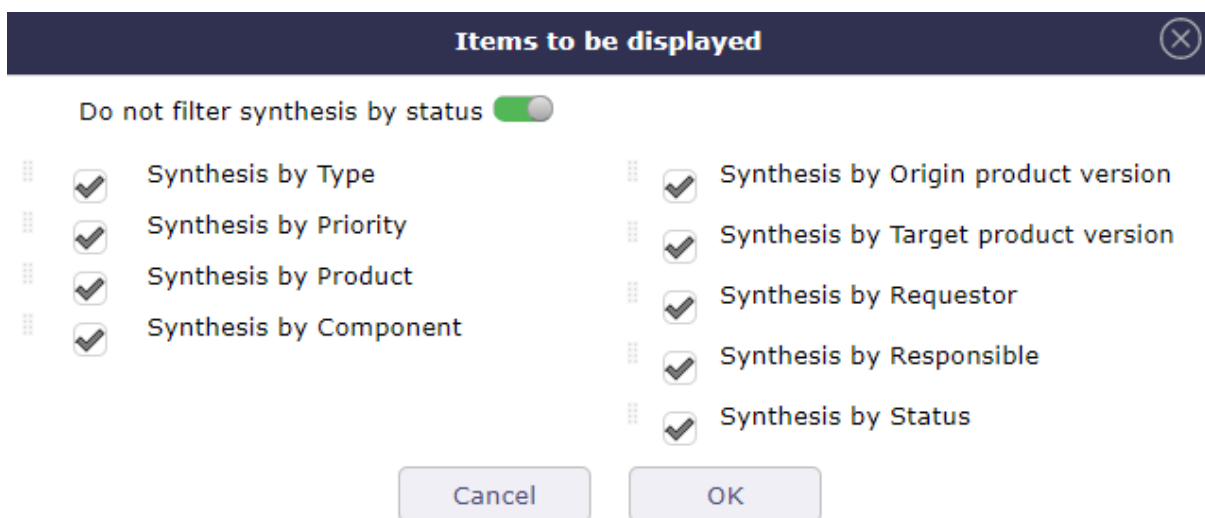 Items to be displayed
Do not filter synthesis by status
Synthesis by Type
Synthesis by Priority
Synthesis by Product
Synthesis by Component
Synthesis by Origin product version
Synthesis by Target product version
Synthesis by Requestor
Synthesis by Responsible
Synthesis by Status
Cancel
OK